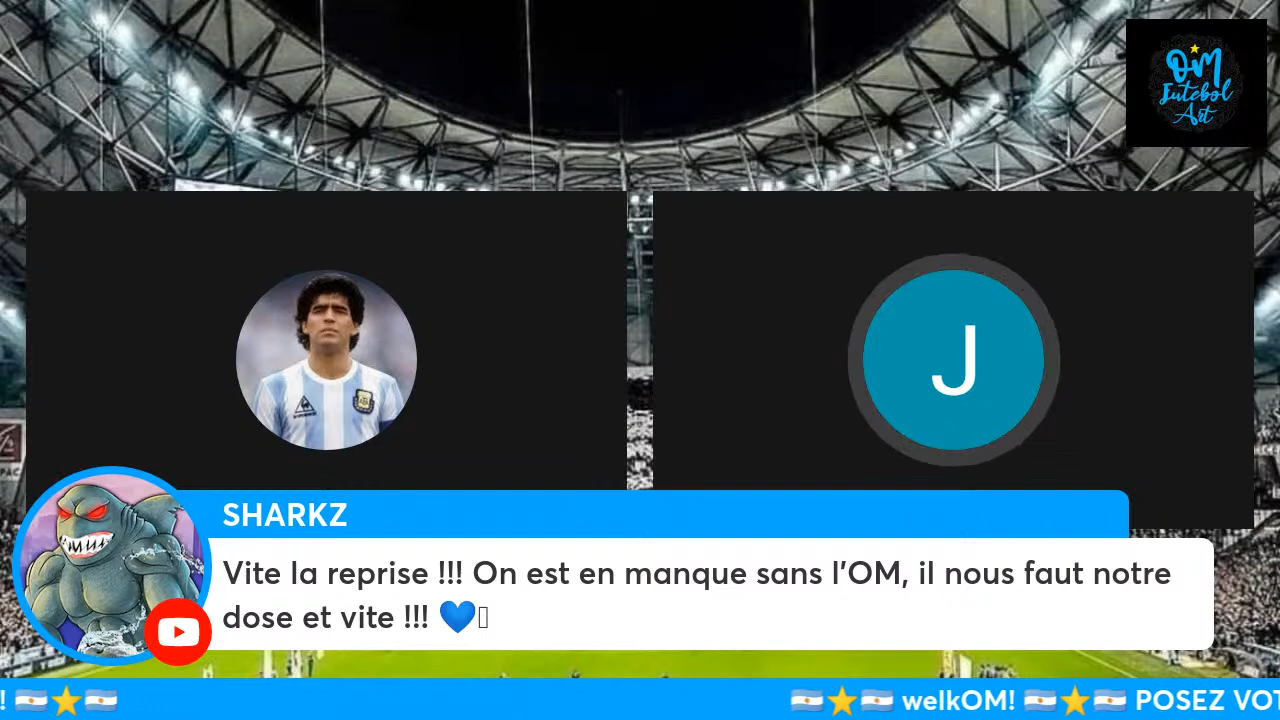 OM
Futebol
Art
J
SHARKZ
Vite la reprise !!! On est en manque sans l'OM, il nous faut notre
dose et vite !!! 💙
! 🇦🇷⭐🇦🇷 🇦🇷⭐🇦🇷 welkOM! 🇦🇷⭐🇦🇷 POSEZ VOT